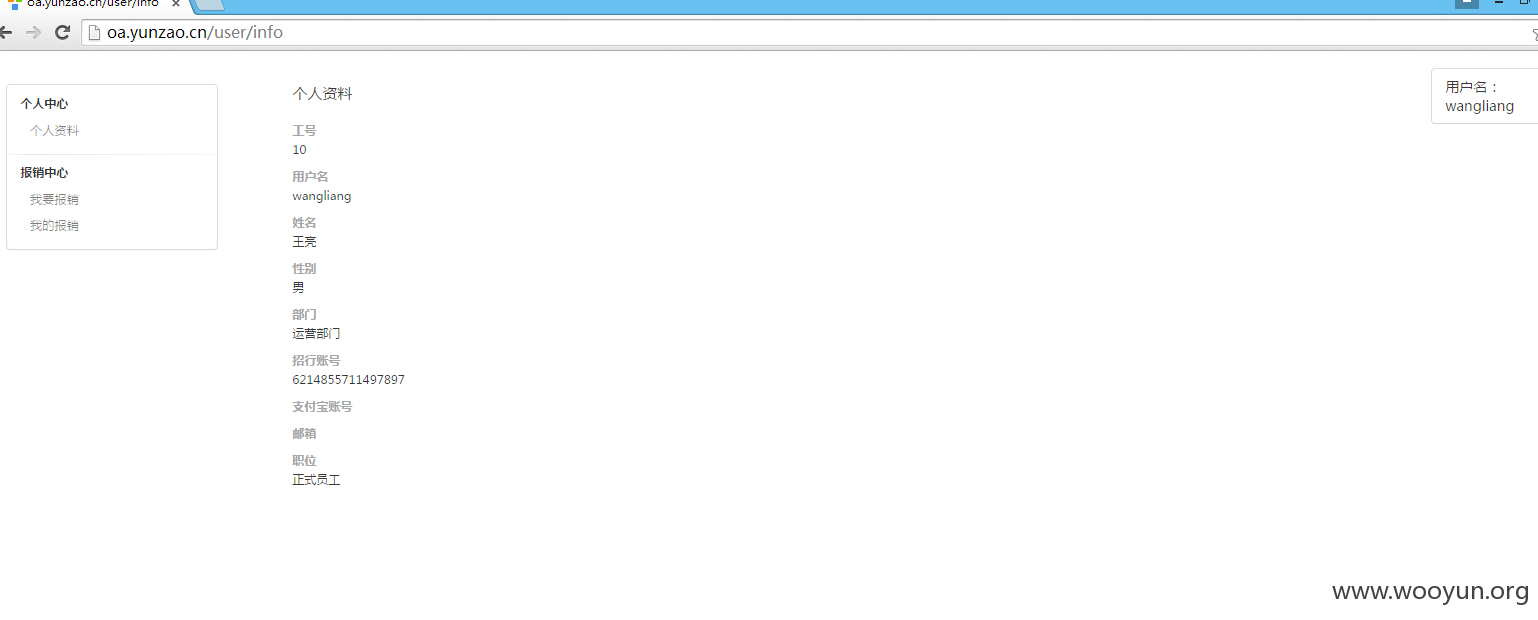 oa.yunzao.cn/user/info
oa.yunzao.cn/user/info
个人中心
个人资料
报销中心
我要报销
我的报销
个人资料
工号
10
用户名
wangliang
姓名
王亮
性别
男
部门
运营部门
招行账号
6214855711497897
支付宝账号
邮箱
职位
正式员工
用户名：
wangliang
www.wooyun.org